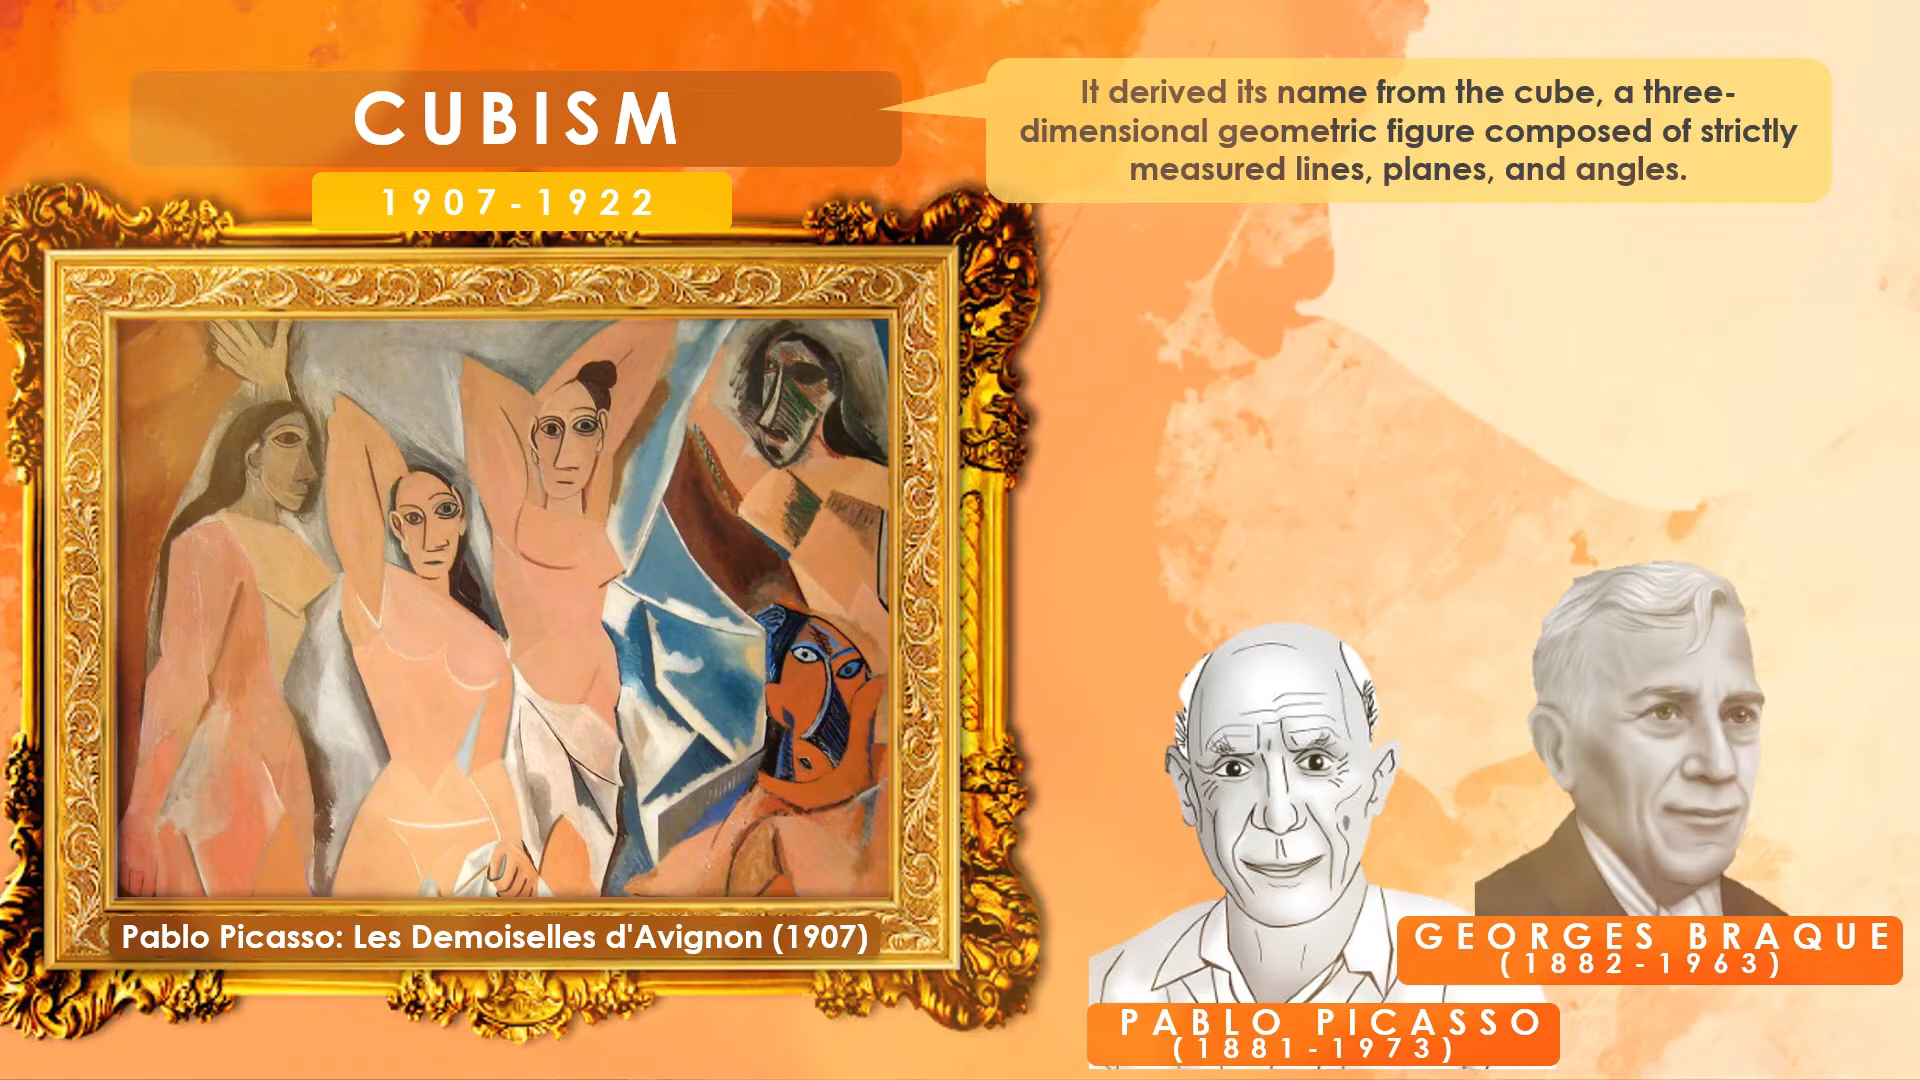 CUBISM
1907-1922
It derived its name from the cube, a three-
dimensional geometric figure composed of strictly
measured lines, planes, and angles.
Pablo Picasso: Les Demoiselles d'Avignon (1907)
GEORGES BRAQUE
(1882-1963)
PABLO PICASSO
(1881-1973)